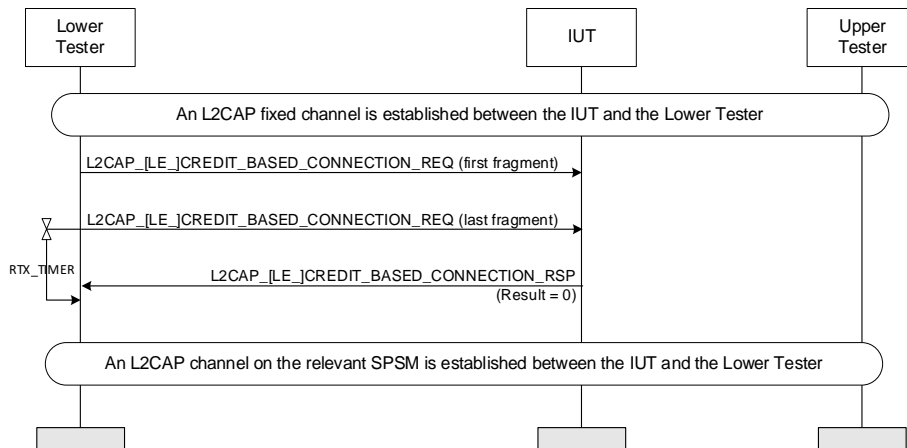 Lower
Tester
IUT
Upper
Tester
An L2CAP fixed channel is established between the IUT and the Lower Tester
L2CAP_[LE_]CREDIT_BASED_CONNECTION_REQ (first fragment)
L2CAP_[LE_]CREDIT_BASED_CONNECTION_REQ (last fragment)
RTX_TIMER
L2CAP_[LE_]CREDIT_BASED_CONNECTION_RSP
(Result = 0)
An L2CAP channel on the relevant SPSM is established between the IUT and the Lower Tester